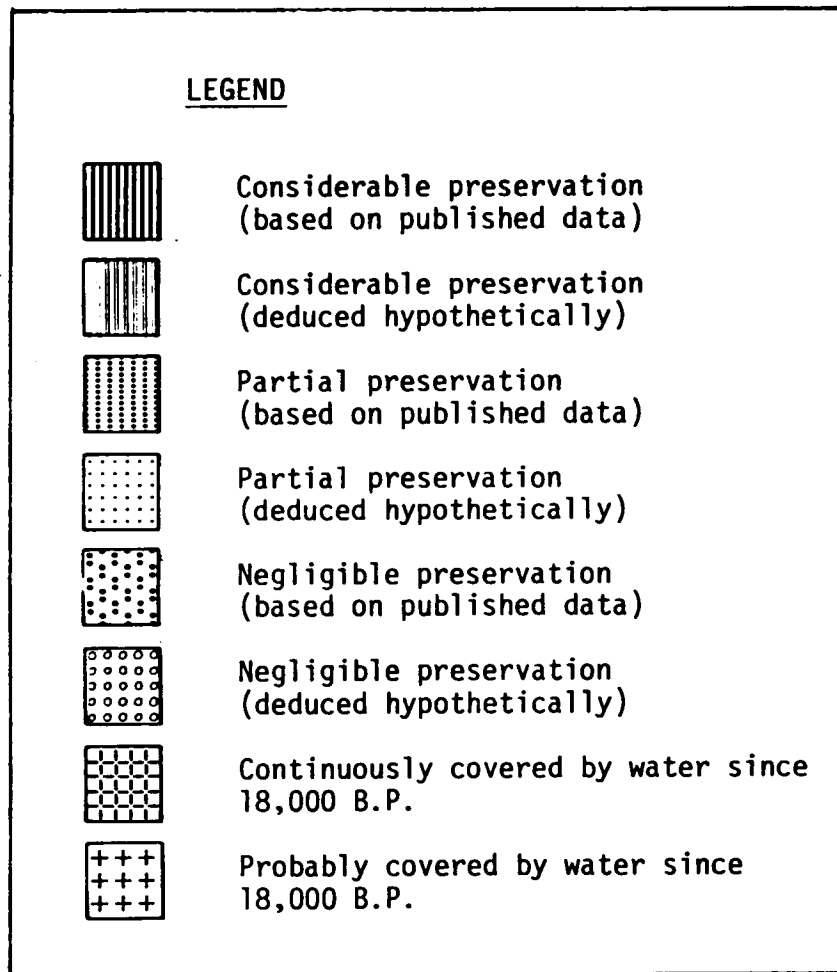 LEGEND
Considerable preservation
(based on published data)
Considerable preservation
(deduced hypothetically)
Partial preservation
(based on published data)
Partial preservation
(deduced hypothetically)
Negligible preservation
(based on published data)
Negligible preservation
(deduced hypothetically)
Continuously covered by water since
18,000 B.P.
Probably covered by water since
18,000 B.P.